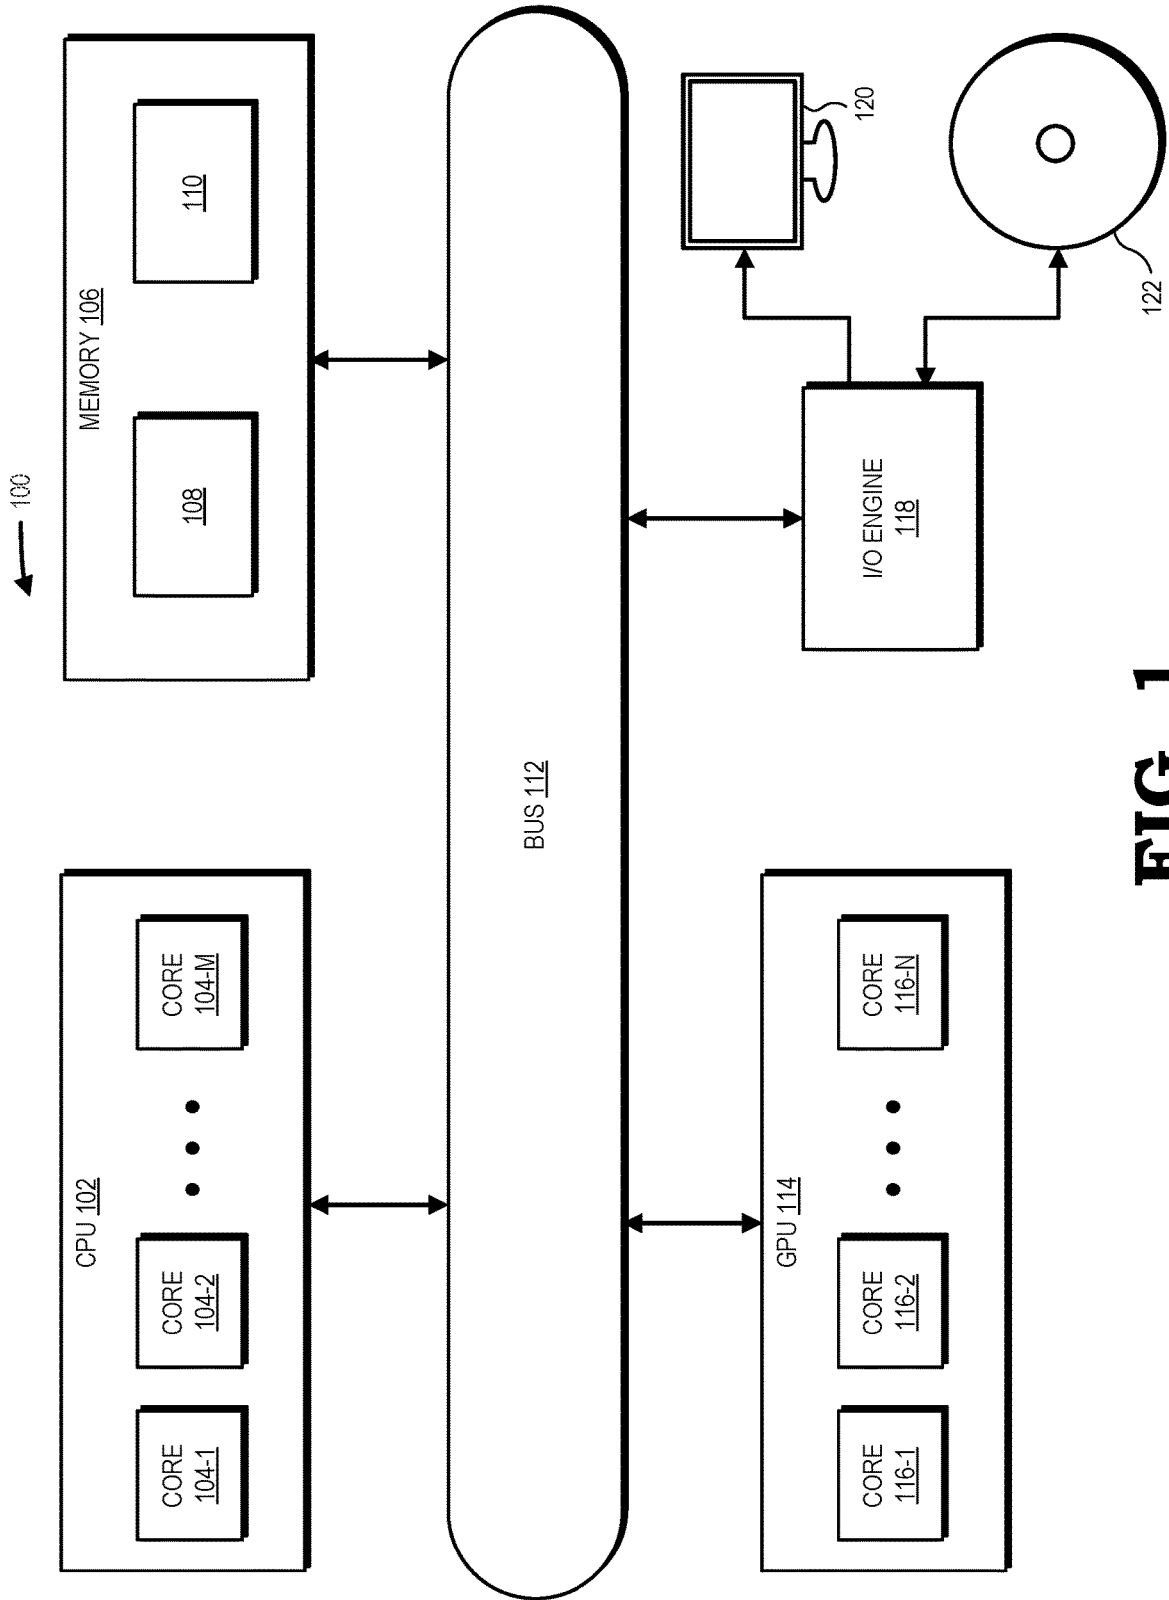 100
CPU 102
CORE
104-1
CORE
104-2
CORE
104-M
MEMORY 106
108
110
BUS 112
GPU 114
CORE
116-1
CORE
116-2
CORE
116-N
I/O ENGINE
118
120
122
FIG. 1